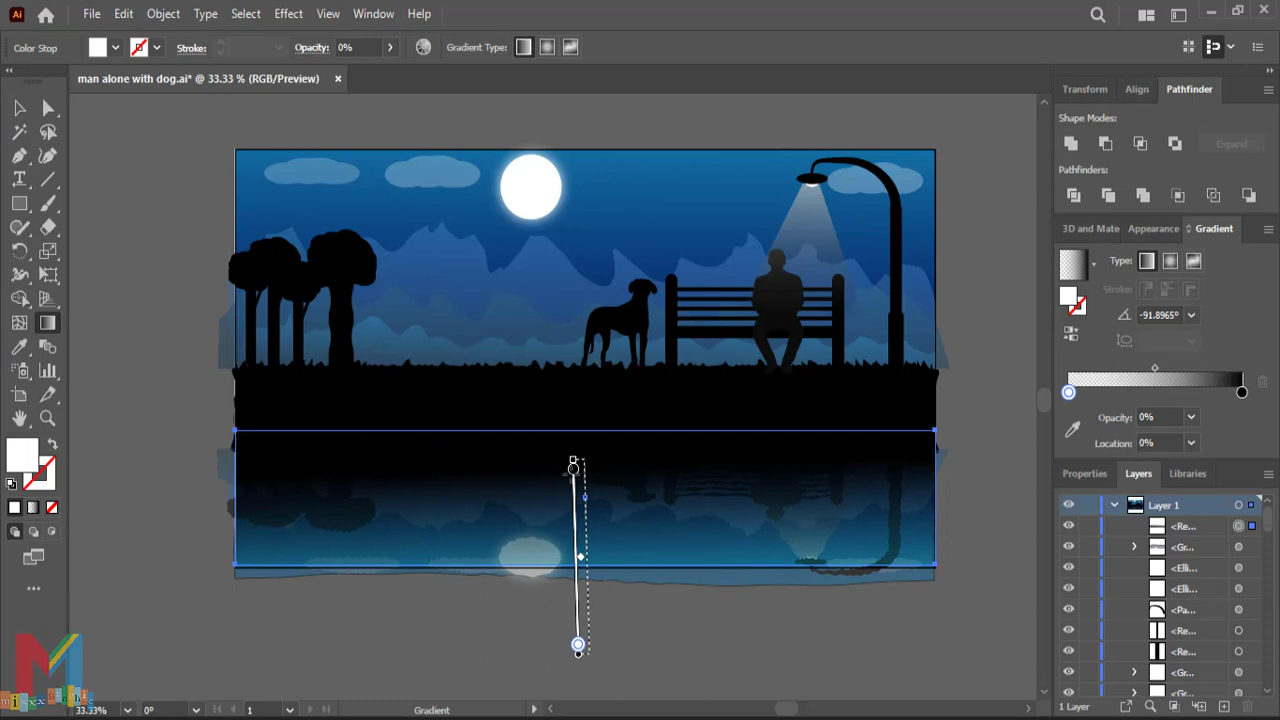 Ai File Edit Object Type Select Effect View Window Help
Color Stop Stroke: Opacity: 0% Gradient Type:
man alone with dog.ai* @ 33.33 % (RGB/Preview) ×
Transform Align Pathfinder
Shape Modes:
Expand
Pathfinders:
3D and Mate Appearance Gradient
Type:
Stroke:
-91.8965°
Opacity: 0%
Location: 0%
Properties Layers Libraries
Layer 1
<Re...
<Gr...
<Elli...
<Elli...
<Pa...
<Re...
<Re...
<Gr...
<Gr...
1 Layer
33.33% 0° 1 Gradient
M